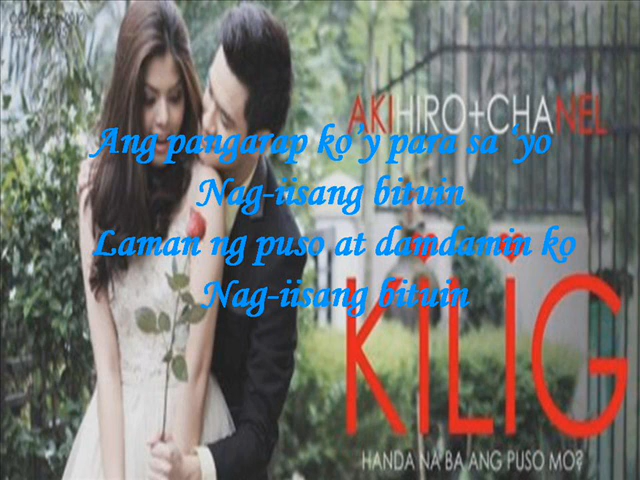 AKIHIRO+CHANEL
Ang pangarap ko'y para sa 'yo
Nag-iisang bituin
Laman ng puso at damdamin ko
Nag-iisang bituin
KILIG
HANDA NA BA ANG PUSO MO?